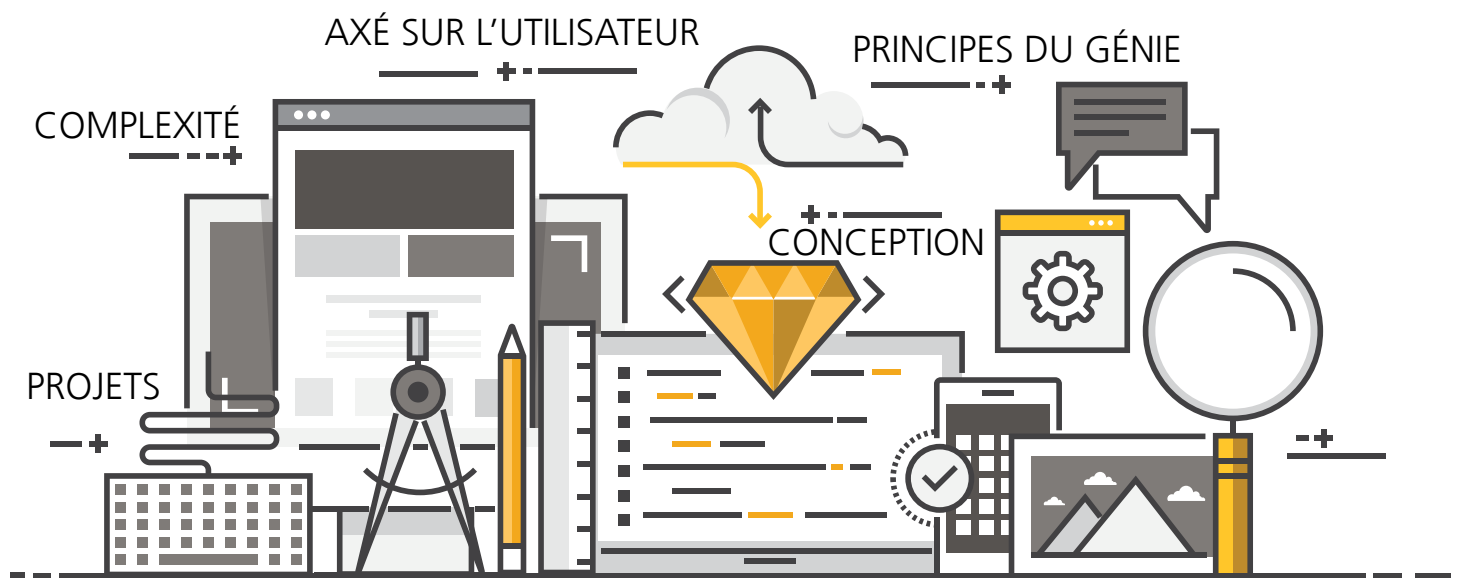 AXÉ SUR L’UTILISATEUR
PRINCIPES DU GÉNIE
COMPLEXITÉ
CONCEPTION
PROJETS